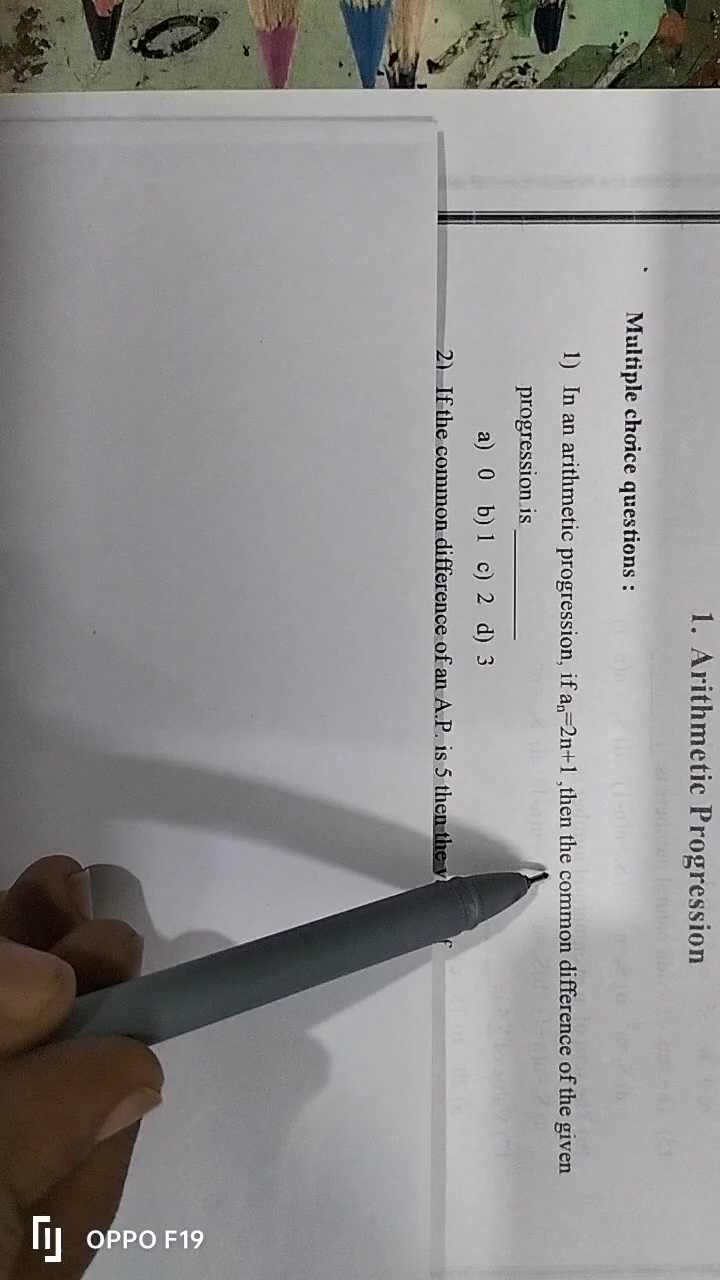 1. Arithmetic Progression
Multiple choice questions :
1) In an arithmetic progression, if aₙ=2n+1 ,then the common difference of the given
progression is ________
a) 0 b) 1 c) 2 d) 3
2) If the common difference of an A.P. is 5 then the
OPPO F19